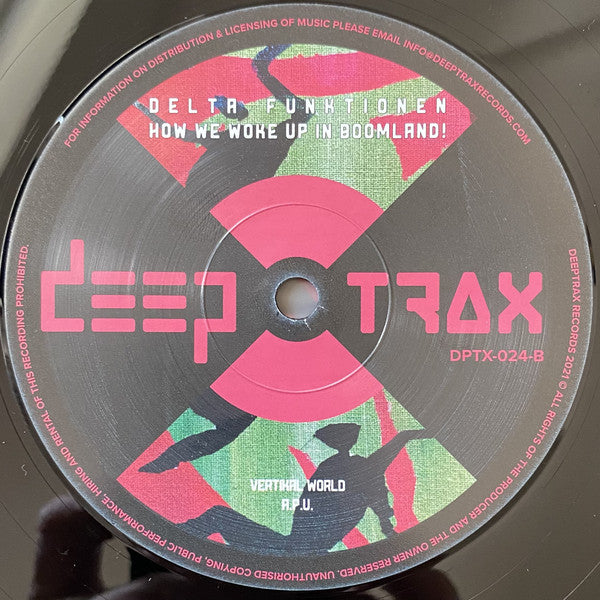 FOR INFORMATION ON DISTRIBUTION & LICENSING OF MUSIC PLEASE EMAIL INFO@DEEPTRAXRECORDS.COM
DELTA FUNKTIONEN
HOW WE WOKE UP IN BOOMLAND!
deep TRAX
DPTX-024-B
VERTIKAL WORLD
A.P.U.
DEEPTRAX RECORDS 2021 © ALL RIGHTS OF THE PRODUCER AND THE OWNER RESERVED. UNAUTHORISED COPYING, PUBLIC PERFORMANCE, HIRING AND RENTAL OF THIS RECORDING PROHIBITED.